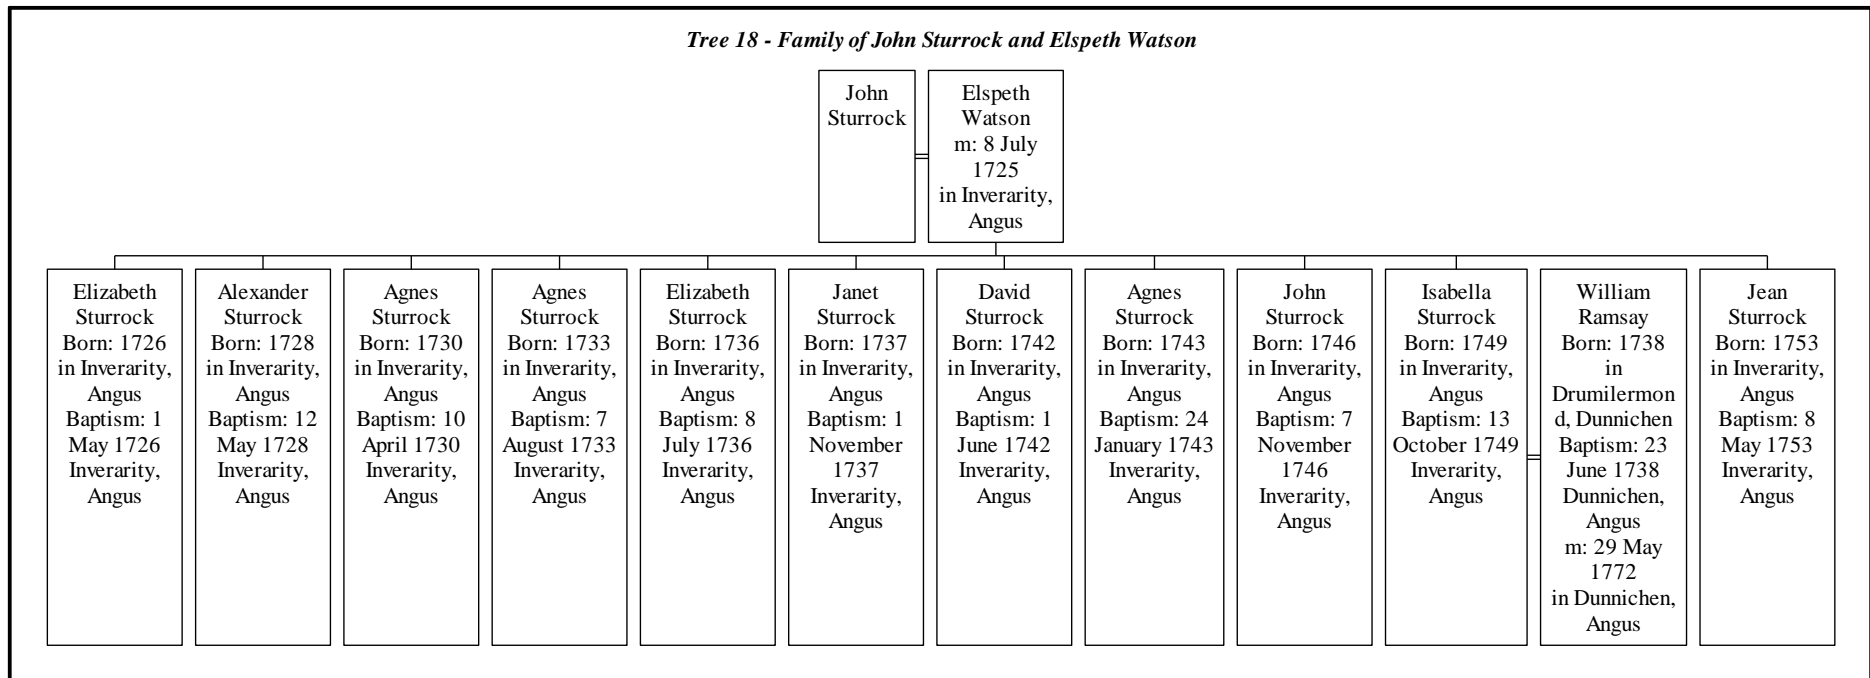 Tree 18 - Family of John Sturrock and Elspeth Watson
John
Sturrock
Elspeth
Watson
m: 8 July
1725
in Inverarity,
Angus
Elizabeth
Sturrock
Born: 1726
in Inverarity,
Angus
Baptism: 1
May 1726
Inverarity,
Angus
Alexander
Sturrock
Born: 1728
in Inverarity,
Angus
Baptism: 12
May 1728
Inverarity,
Angus
Agnes
Sturrock
Born: 1730
in Inverarity,
Angus
Baptism: 10
April 1730
Inverarity,
Angus
Agnes
Sturrock
Born: 1733
in Inverarity,
Angus
Baptism: 7
August 1733
Inverarity,
Angus
Elizabeth
Sturrock
Born: 1736
in Inverarity,
Angus
Baptism: 8
July 1736
Inverarity,
Angus
Janet
Sturrock
Born: 1737
in Inverarity,
Angus
Baptism: 1
November
1737
Inverarity,
Angus
David
Sturrock
Born: 1742
in Inverarity,
Angus
Baptism: 1
June 1742
Inverarity,
Angus
Agnes
Sturrock
Born: 1743
in Inverarity,
Angus
Baptism: 24
January 1743
Inverarity,
Angus
John
Sturrock
Born: 1746
in Inverarity,
Angus
Baptism: 7
November
1746
Inverarity,
Angus
Isabella
Sturrock
Born: 1749
in Inverarity,
Angus
Baptism: 13
October 1749
Inverarity,
Angus
William
Ramsay
Born: 1738
in
Drumilermon
d, Dunnichen
Baptism: 23
June 1738
Dunnichen,
Angus
m: 29 May
1772
in Dunnichen,
Angus
Jean
Sturrock
Born: 1753
in Inverarity,
Angus
Baptism: 8
May 1753
Inverarity,
Angus